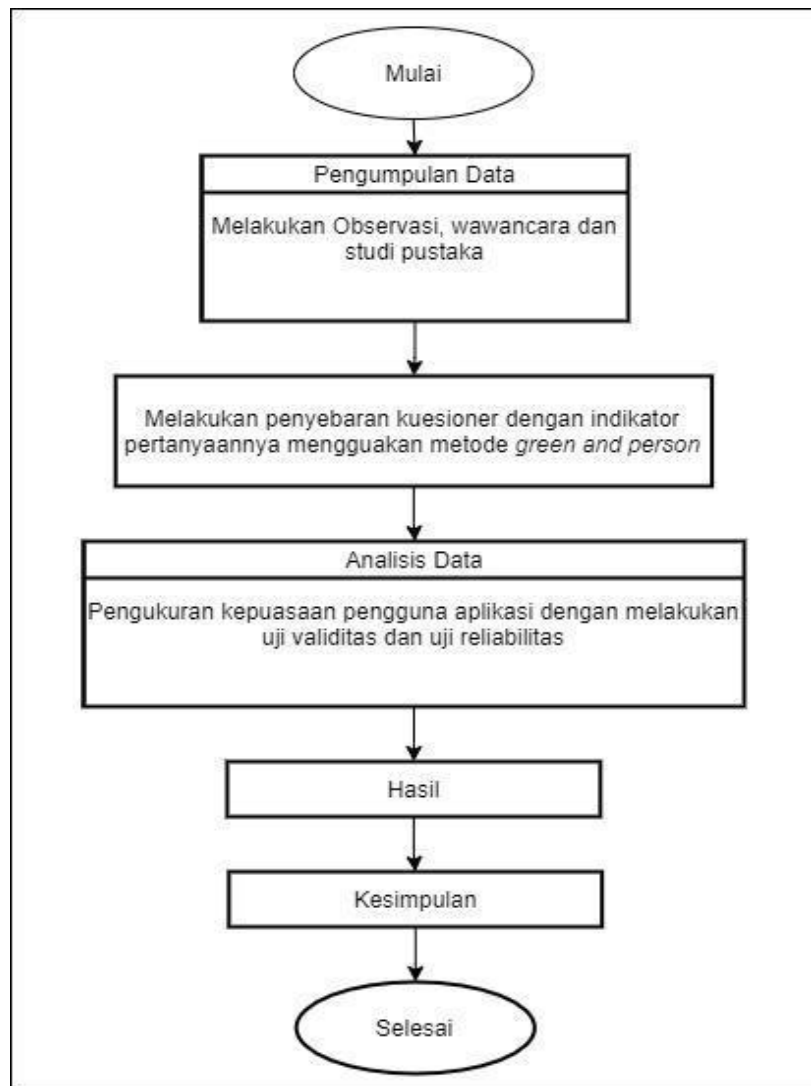 Mulai
Pengumpulan Data
Melakukan Observasi, wawancara dan
studi pustaka
Melakukan penyebaran kuesioner dengan indikator
pertanyaannya mengguakan metode green and person
Analisis Data
Pengukuran kepuasaan pengguna aplikasi dengan melakukan
uji validitas dan uji reliabilitas
Hasil
Kesimpulan
Selesai